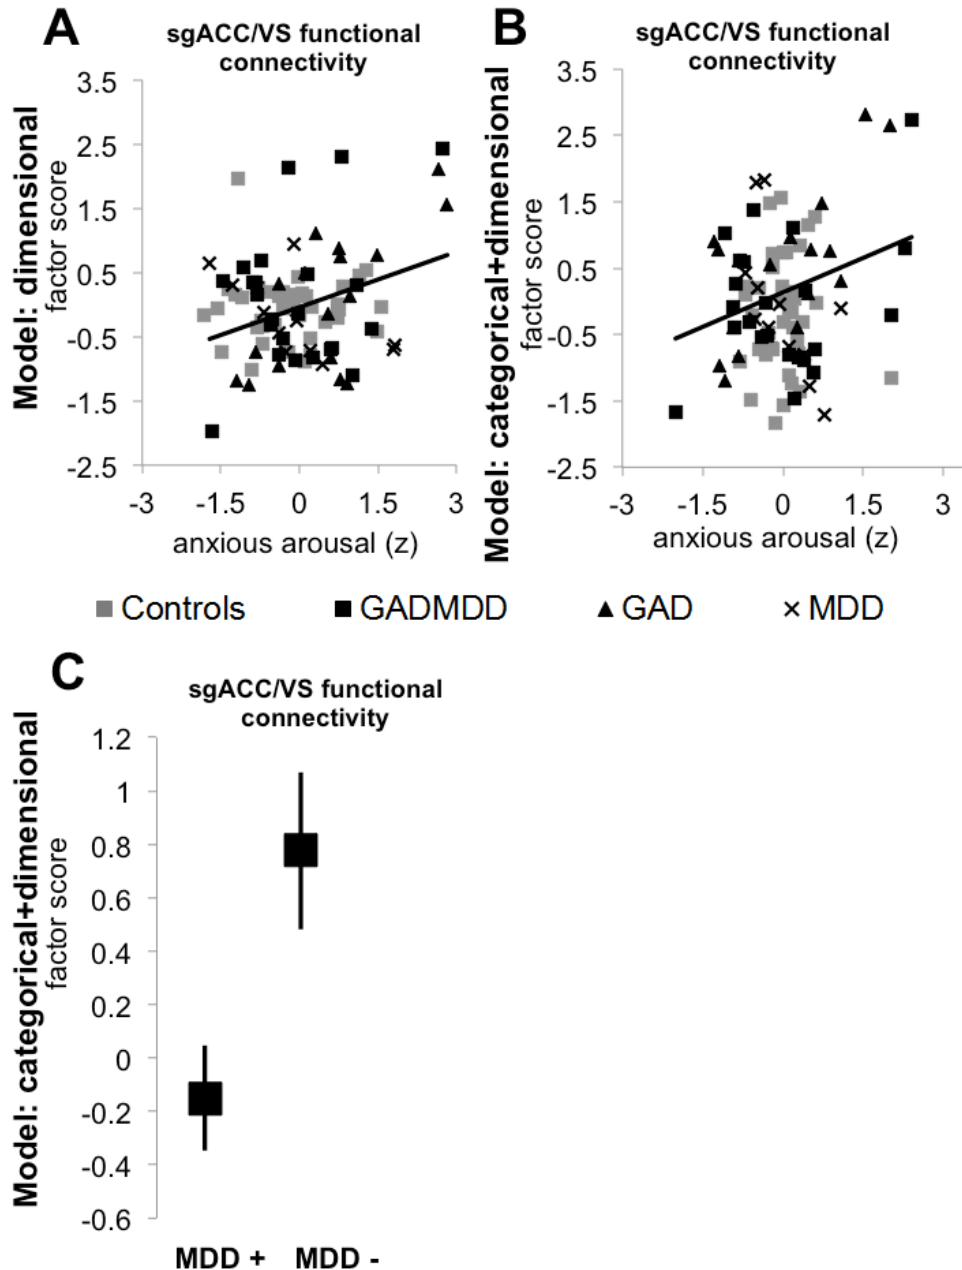 A
sgACC/VS functional
connectivity
Model: dimensional
factor score
3.5
2.5
1.5
0.5
-0.5
-1.5
-2.5
-3
-1.5
0
1.5
3
anxious arousal (z)
B
sgACC/VS functional
connectivity
Model: categorical+dimensional
factor score
3.5
2.5
1.5
0.5
-0.5
-1.5
-2.5
-3
-1.5
0
1.5
3
anxious arousal (z)
Controls
GADMDD
GAD
MDD
C
sgACC/VS functional
connectivity
Model: categorical+dimensional
factor score
1.2
1
0.8
0.6
0.4
0.2
0
-0.2
-0.4
-0.6
MDD +
MDD -